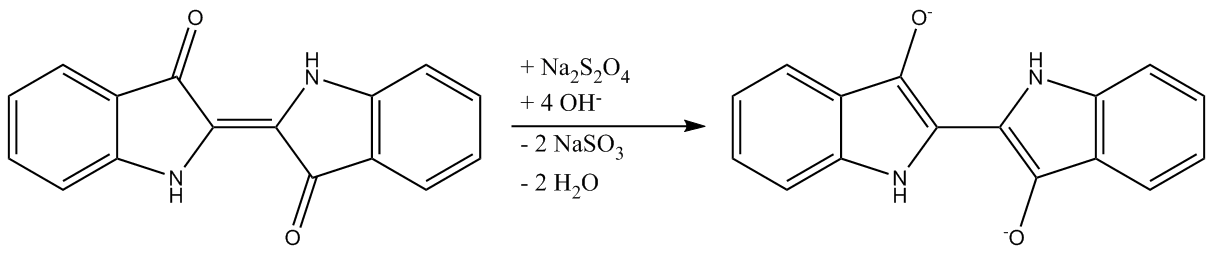 O
H
N
N
H
O
+ Na₂S₂O₄
+ 4 OH⁻
- 2 NaSO₃
- 2 H₂O
O⁻
H
N
N
H
⁻O